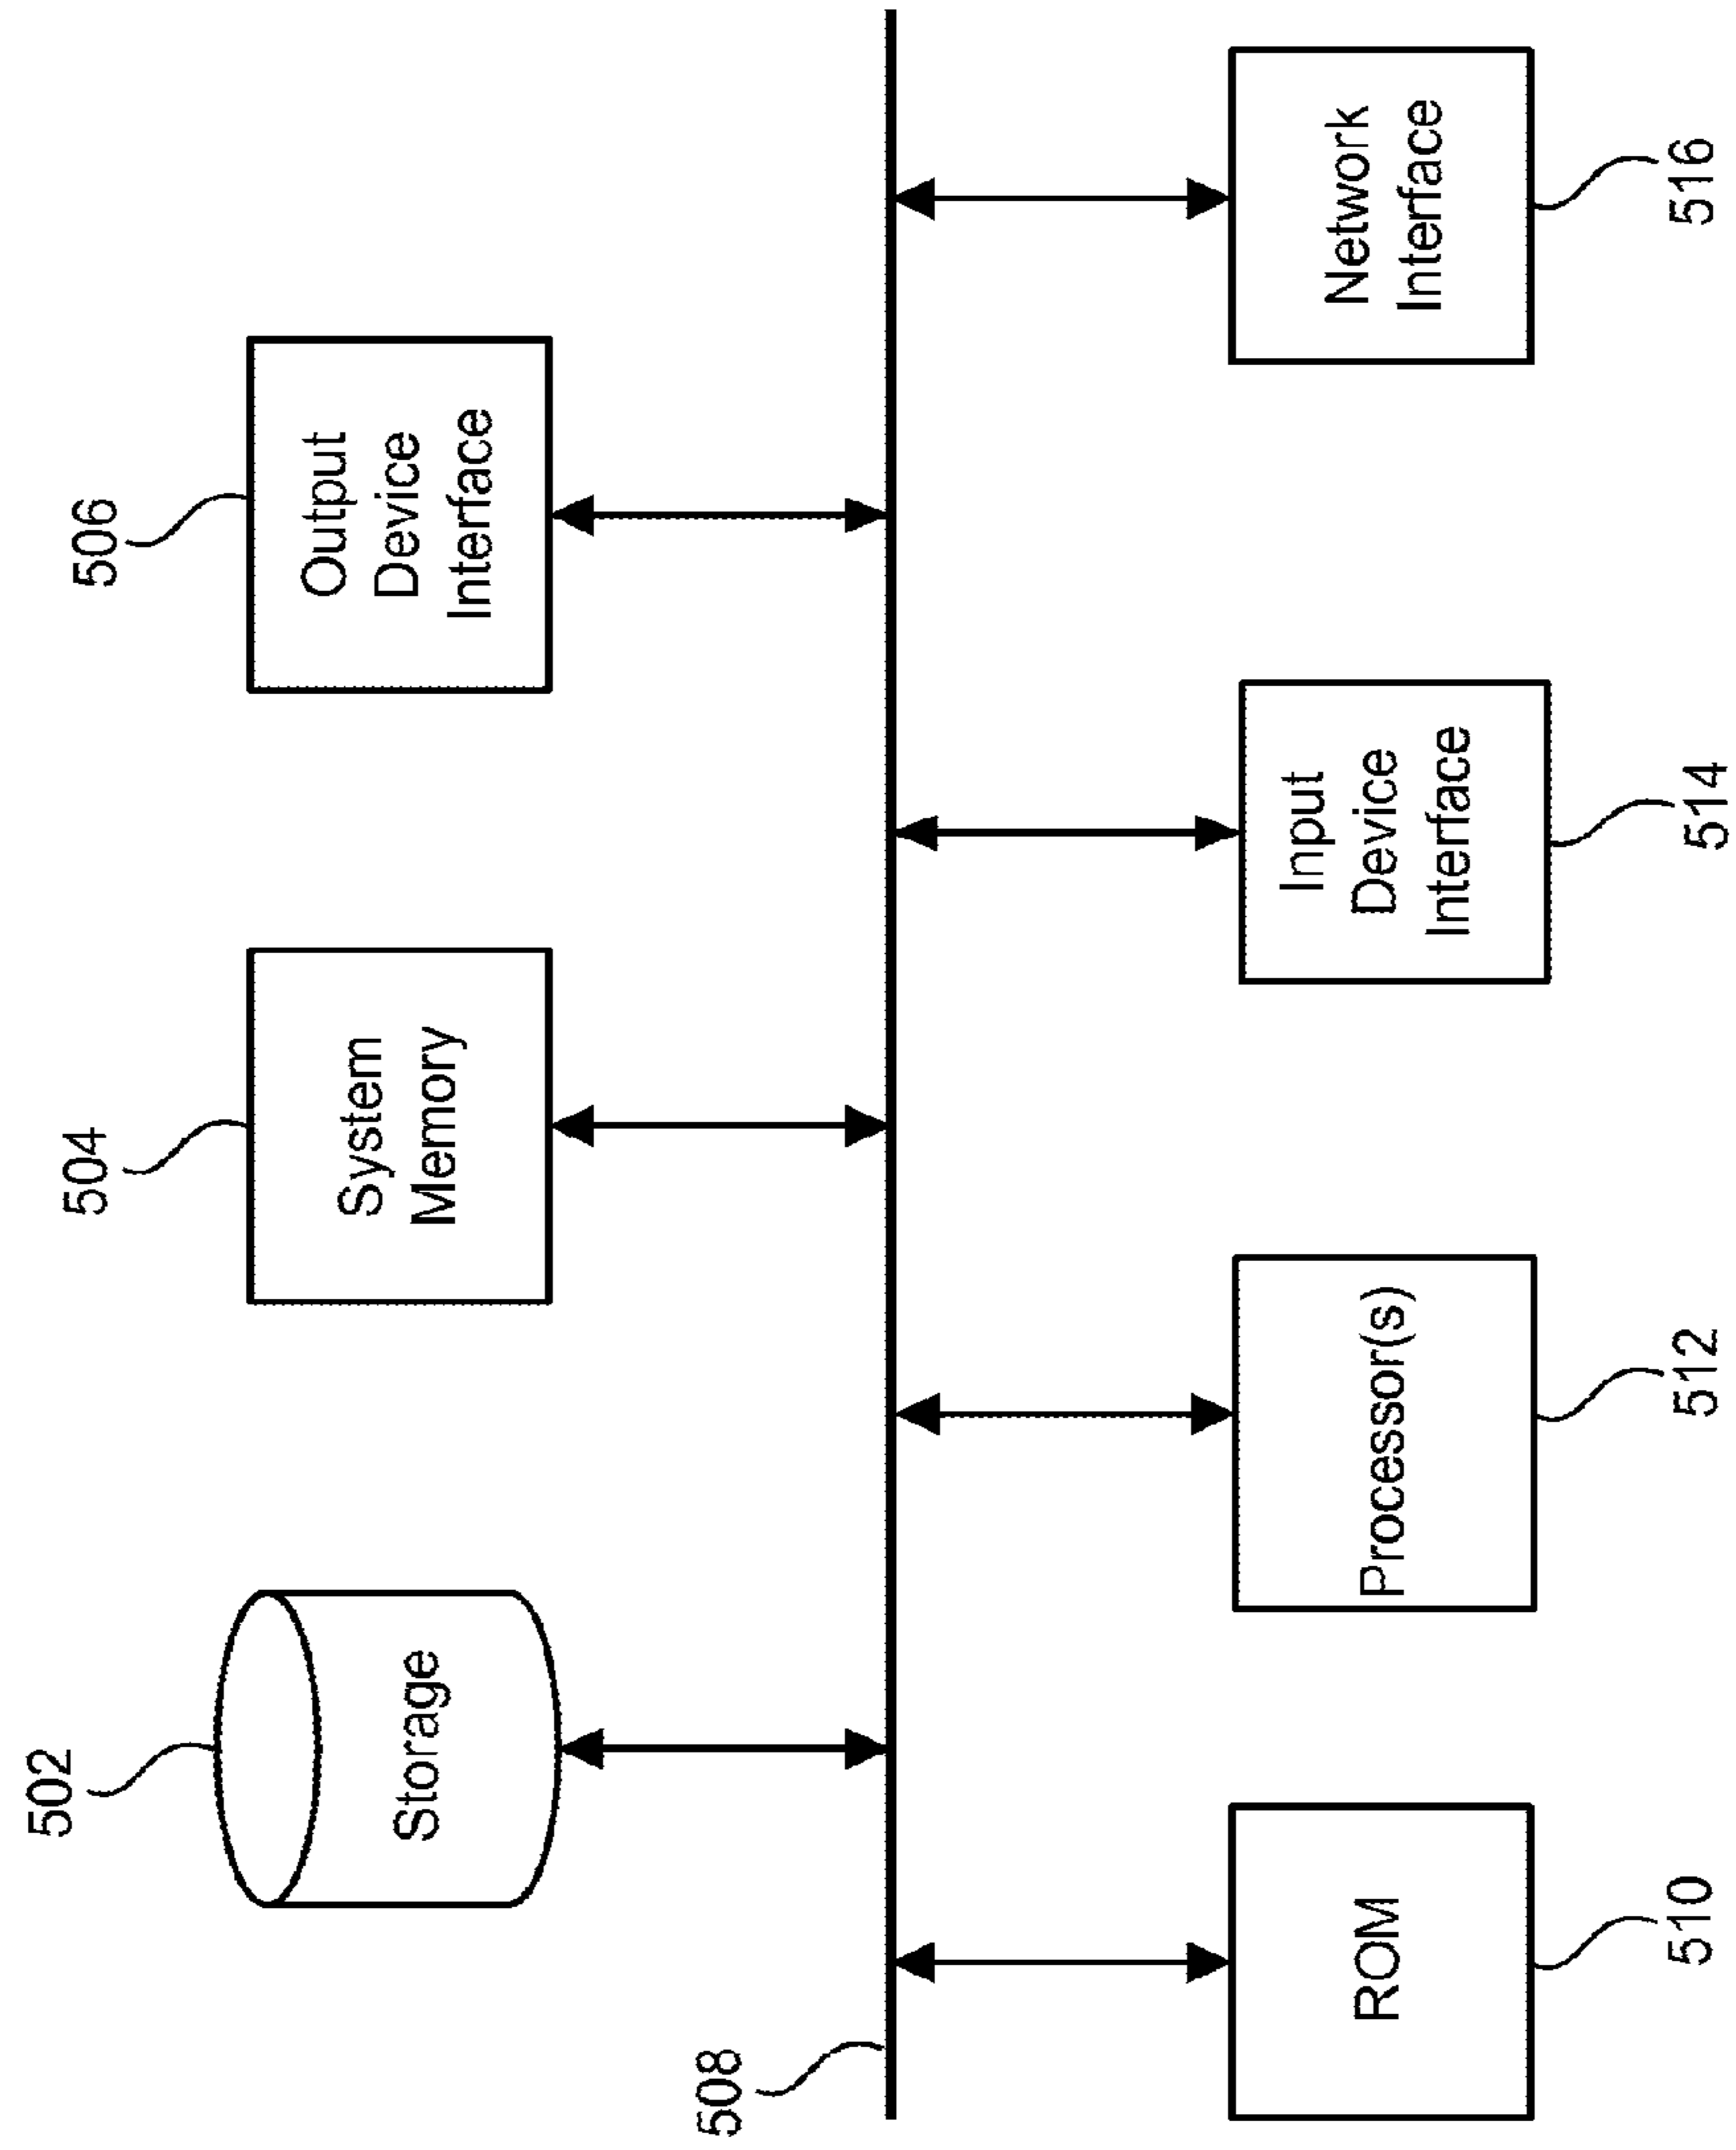 502
504
506
Storage
System
Memory
Output
Device
Interface
508
ROM
Processor(s)
Input
Device
Interface
Network
Interface
510
512
514
516